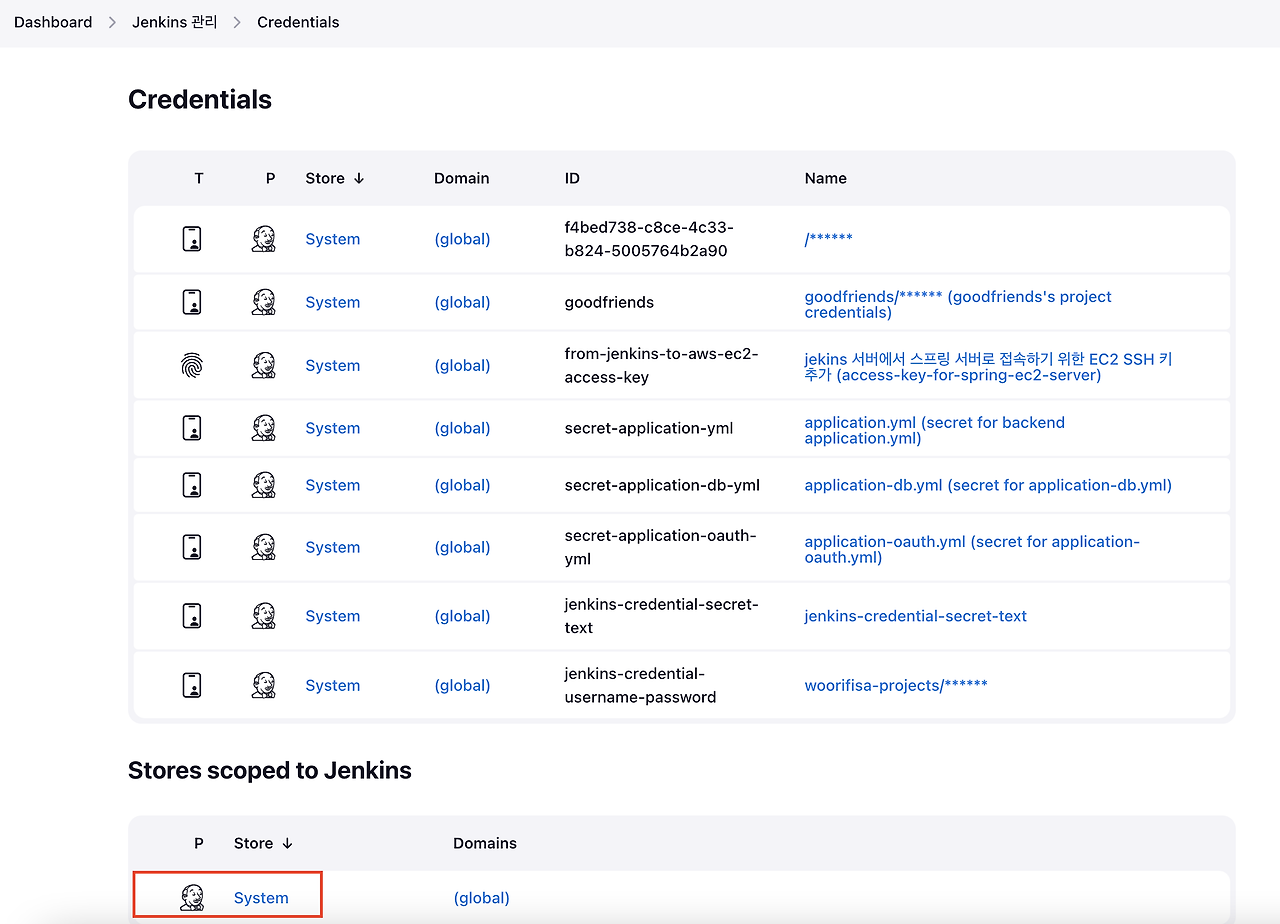 Dashboard > Jenkins 관리 > Credentials
Credentials
T P Store ↓ Domain ID Name
System (global) f4bed738-c8ce-4c33-
b824-5005764b2a90 /******
System (global) goodfriends goodfriends/****** (goodfriends's project
credentials)
System (global) from-jenkins-to-aws-ec2-
access-key jekins 서버에서 스프링 서버로 접속하기 위한 EC2 SSH 키
추가 (access-key-for-spring-ec2-server)
System (global) secret-application-yml application.yml (secret for backend
application.yml)
System (global) secret-application-db-yml application-db.yml (secret for application-db.yml)
System (global) secret-application-oauth-
yml application-oauth.yml (secret for application-
oauth.yml)
System (global) jenkins-credential-secret-
text jenkins-credential-secret-text
System (global) jenkins-credential-
username-password woorifisa-projects/******
Stores scoped to Jenkins
P Store ↓ Domains
System (global)